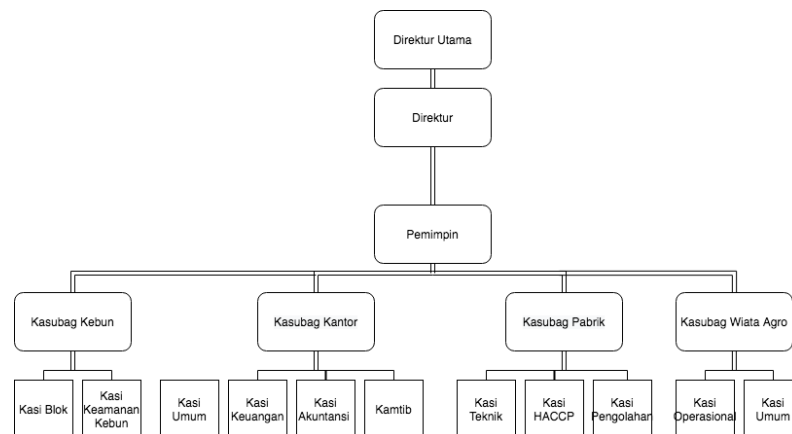 Direktur Utama
Direktur
Pemimpin
Kasubag Kebun
Kasubag Kantor
Kasubag Pabrik
Kasubag Wiata Agro
Kasi Blok
Kasi
Keamanan
Kebun
Kasi
Umum
Kasi
Keuangan
Kasi
Akuntansi
Kamtib
Kasi
Teknik
Kasi
HACCP
Kasi
Pengolahan
Kasi
Operasional
Kasi
Umum